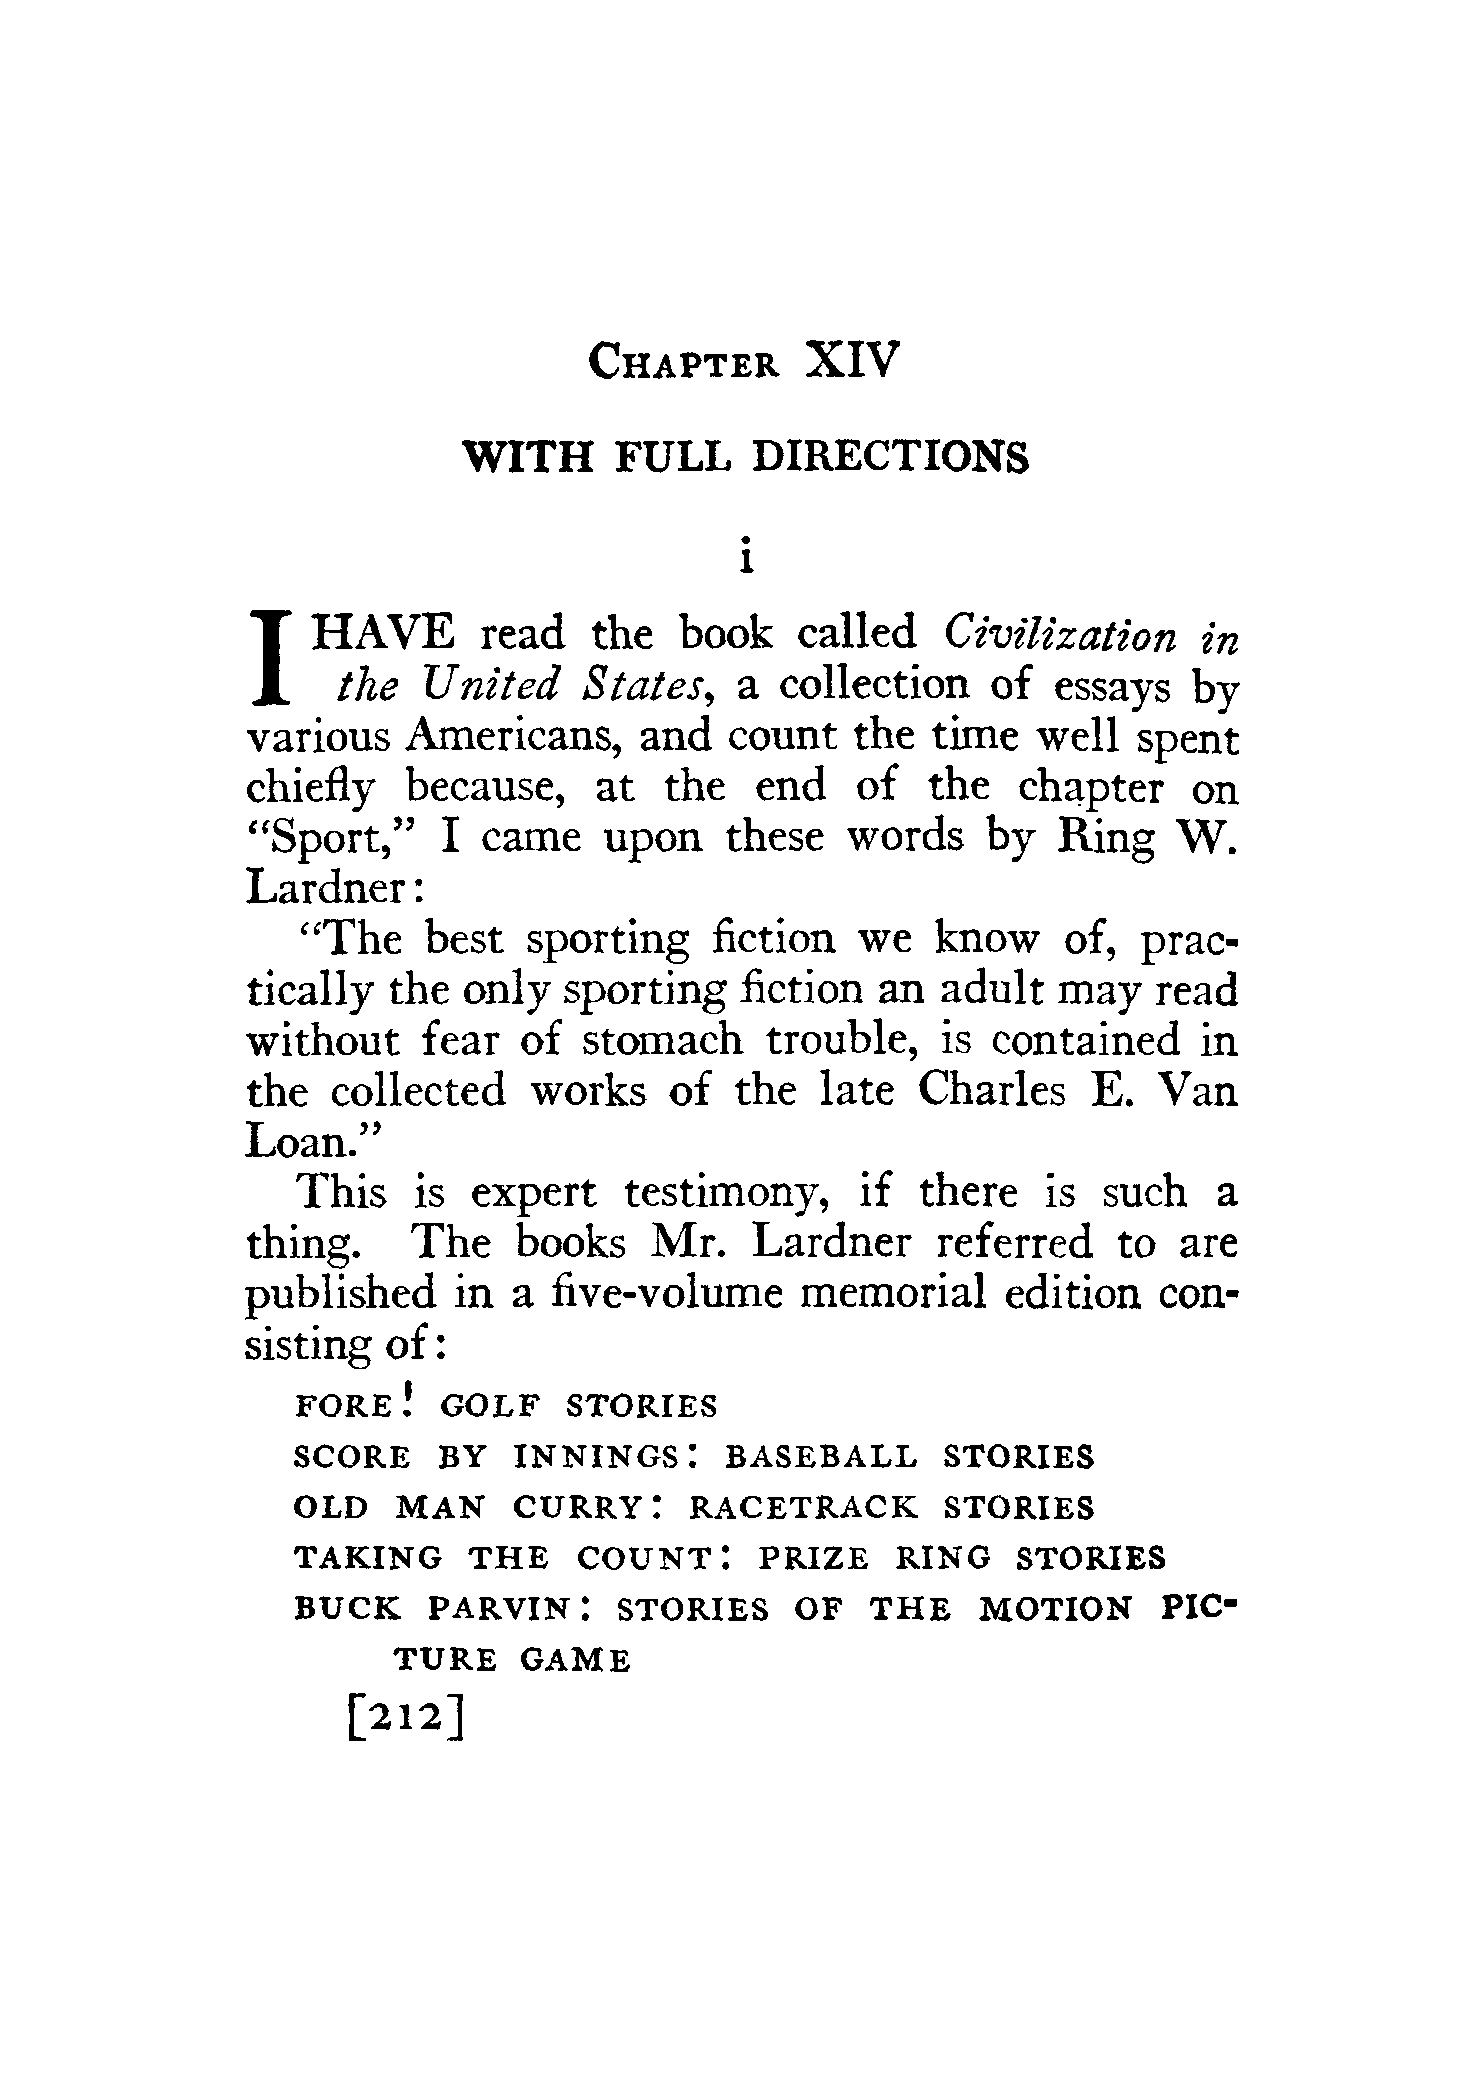 CHAPTER XIV
WITH FULL DIRECTIONS
i
I HAVE read the book called Civilization in
the United States, a collection of essays by
various Americans, and count the time well spent
chiefly because, at the end of the chapter on
“Sport,” I came upon these words by Ring W.
Lardner:
“The best sporting fiction we know of, prac-
tically the only sporting fiction an adult may read
without fear of stomach trouble, is contained in
the collected works of the late Charles E. Van
Loan.”
This is expert testimony, if there is such a
thing. The books Mr. Lardner referred to are
published in a five-volume memorial edition con-
sisting of:
FORE! GOLF STORIES
SCORE BY INNINGS: BASEBALL STORIES
OLD MAN CURRY: RACETRACK STORIES
TAKING THE COUNT: PRIZE RING STORIES
BUCK PARVIN: STORIES OF THE MOTION PIC-
TURE GAME
[212]